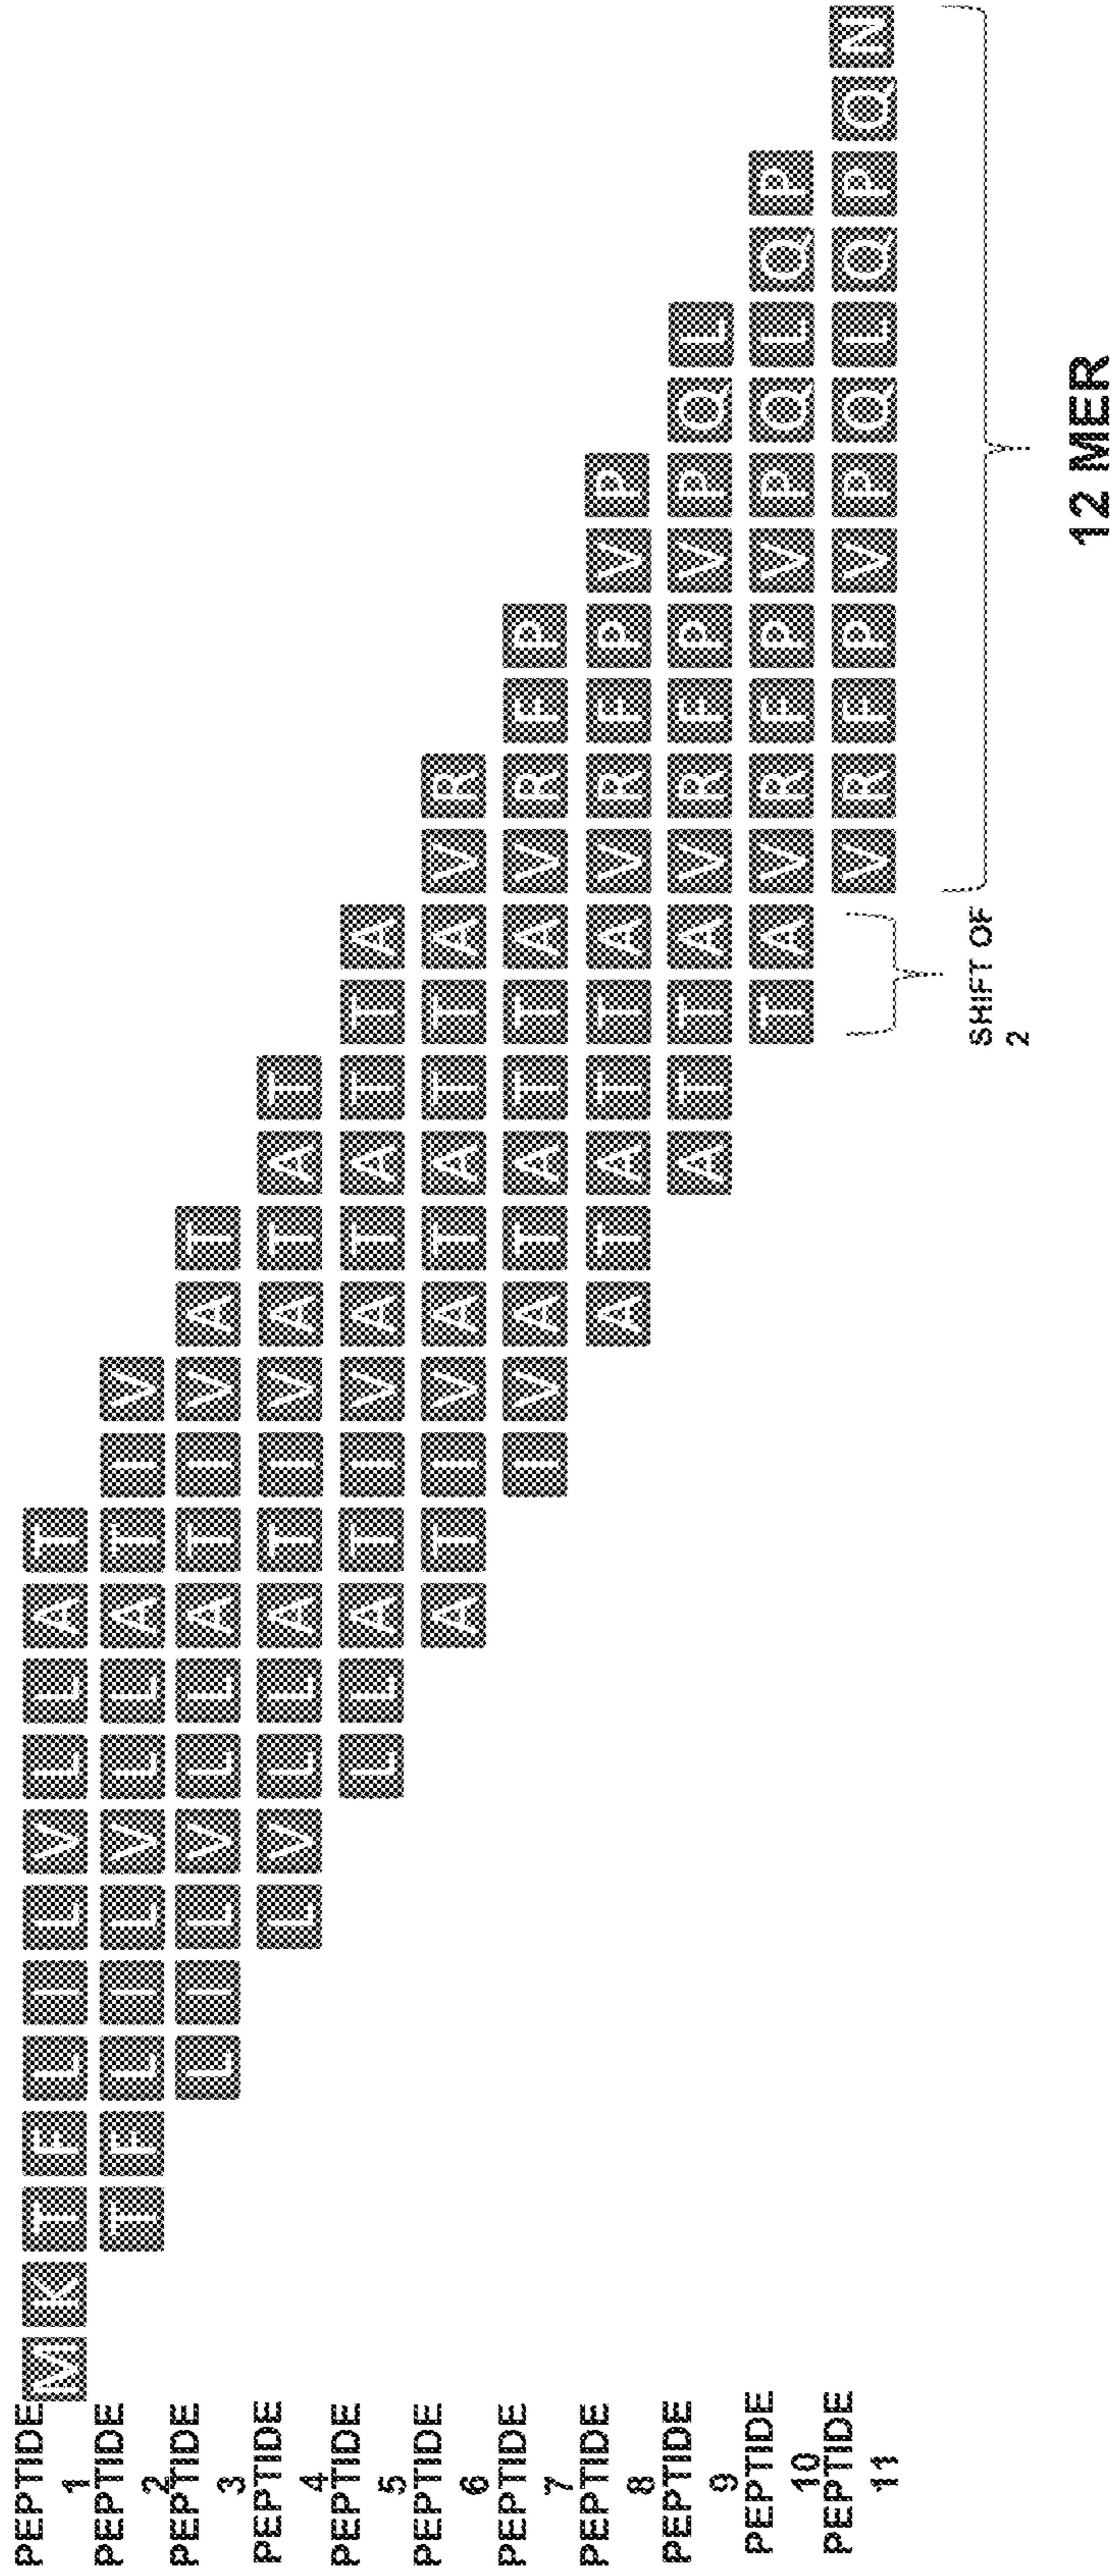 PEPTIDE 1 M K T F L I L V L L A T
PEPTIDE 2 T F L I L V L L A T I V
PEPTIDE 3 L I L V L L A T I V A T
PEPTIDE 4 L V L L A T I V A T A T
PEPTIDE 5 L L A T I V A T A T T A
PEPTIDE 6 A T I V A T A T T A V R
PEPTIDE 7 I V A T A T T A V R F P
PEPTIDE 8 A T A T T A V R F P V P
PEPTIDE 9 A T T A V R F P V P Q L
PEPTIDE 10 T A V R F P V P Q L Q P
PEPTIDE 11 V R F P V P Q L Q P Q N
SHIFT OF
2
12 MER